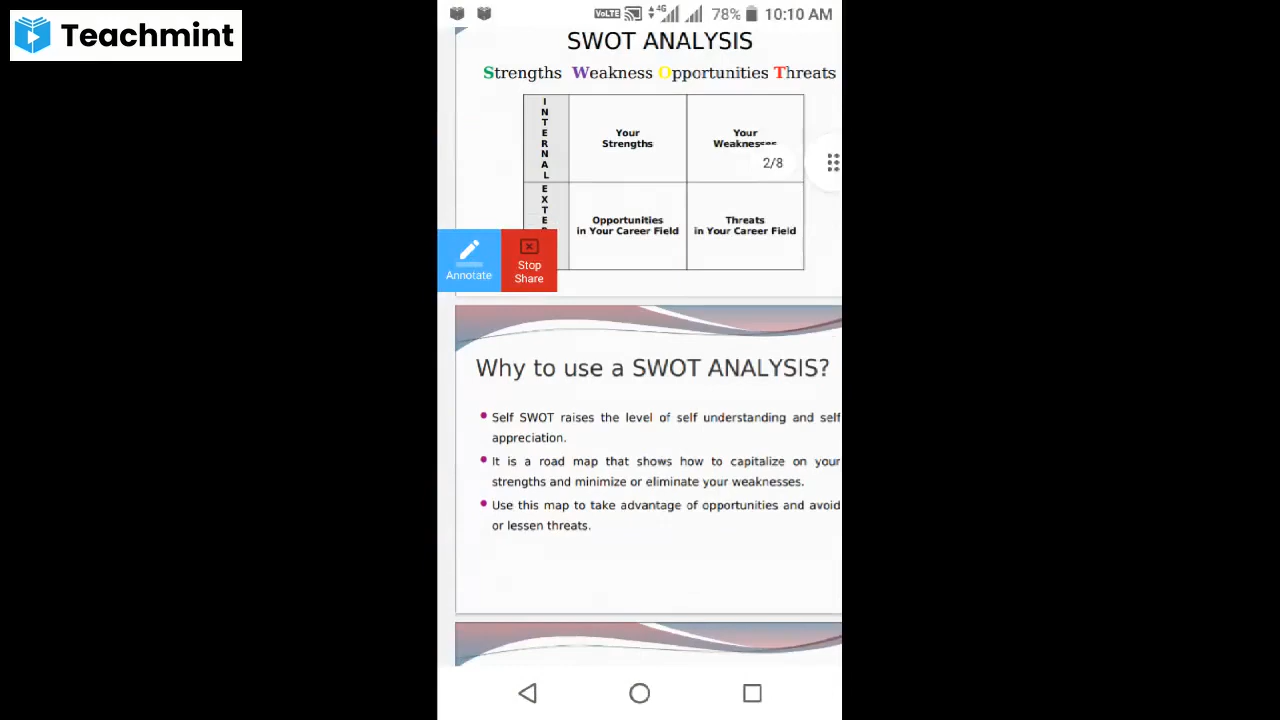 Teachmint
VoLTE 4G 78% 10:10 AM
SWOT ANALYSIS
Strengths Weakness Opportunities Threats
INTERNAL
Your
Strengths
Your
Weaknesses
2/8
EXTE
Opportunities
in Your Career Field
Threats
in Your Career Field
Annotate
Stop
Share
Why to use a SWOT ANALYSIS?
• Self SWOT raises the level of self understanding and self
appreciation.
• It is a road map that shows how to capitalize on your
strengths and minimize or eliminate your weaknesses.
• Use this map to take advantage of opportunities and avoid
or lessen threats.